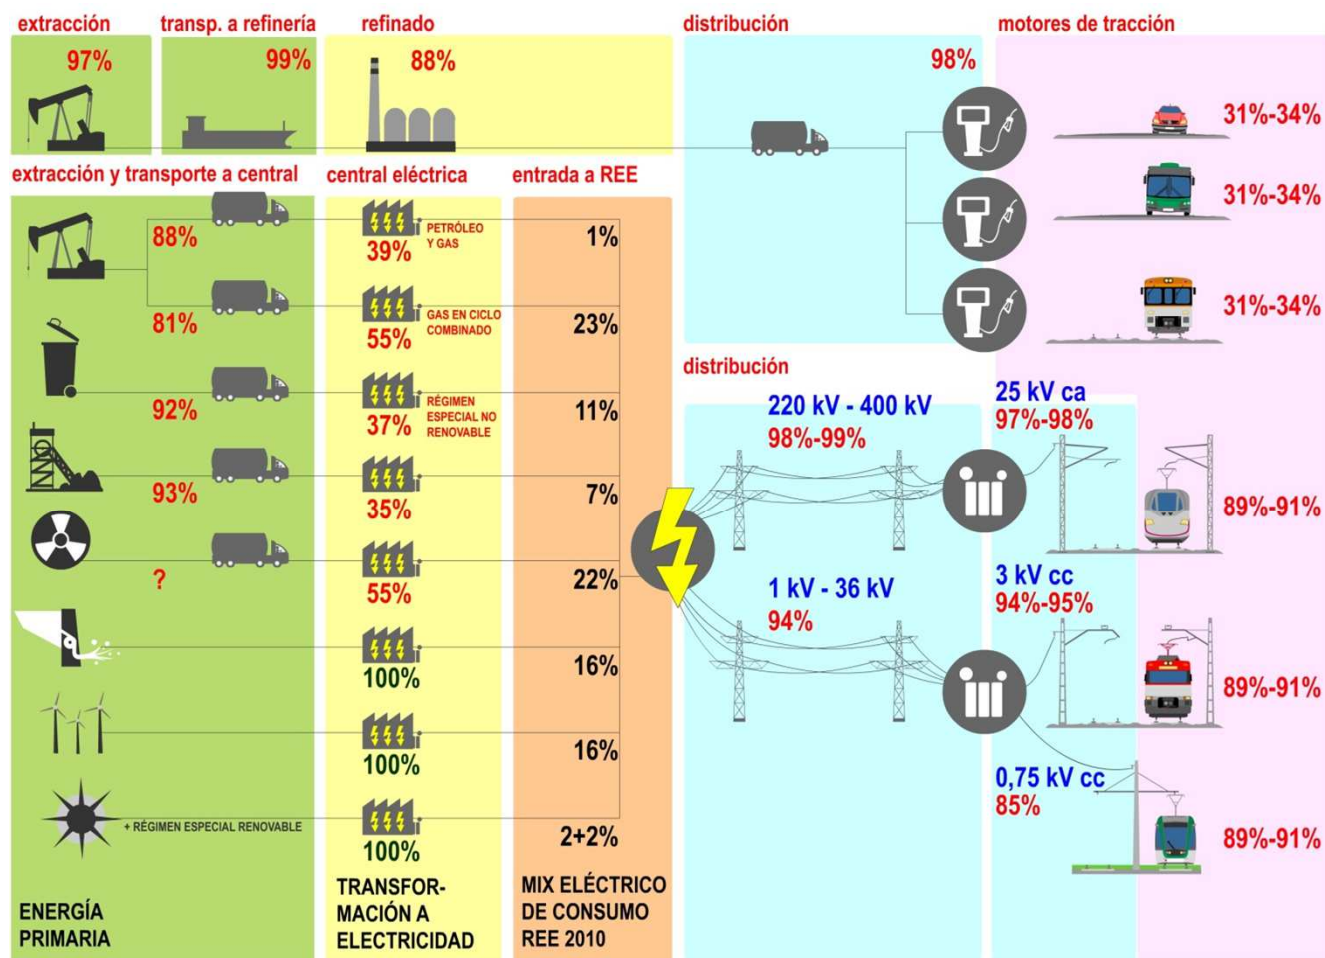 extracción
transp. a refinería
refinado
distribución
motores de tracción
97%
99%
88%
98%
31%-34%
31%-34%
31%-34%
extracción y transporte a central
central eléctrica
entrada a REE
88%
39%
PETRÓLEO
Y GAS
1%
81%
55%
GAS EN CICLO
COMBINADO
23%
92%
37%
RÉGIMEN
ESPECIAL NO
RENOVABLE
11%
93%
35%
7%
?
55%
22%
100%
16%
100%
16%
+ RÉGIMEN ESPECIAL RENOVABLE
100%
2+2%
ENERGÍA
PRIMARIA
TRANSFOR-
MACIÓN A
ELECTRICIDAD
MIX ELÉCTRICO
DE CONSUMO
REE 2010
distribución
220 kV - 400 kV
98%-99%
25 kV ca
97%-98%
89%-91%
1 kV - 36 kV
94%
3 kV cc
94%-95%
89%-91%
0,75 kV cc
85%
89%-91%